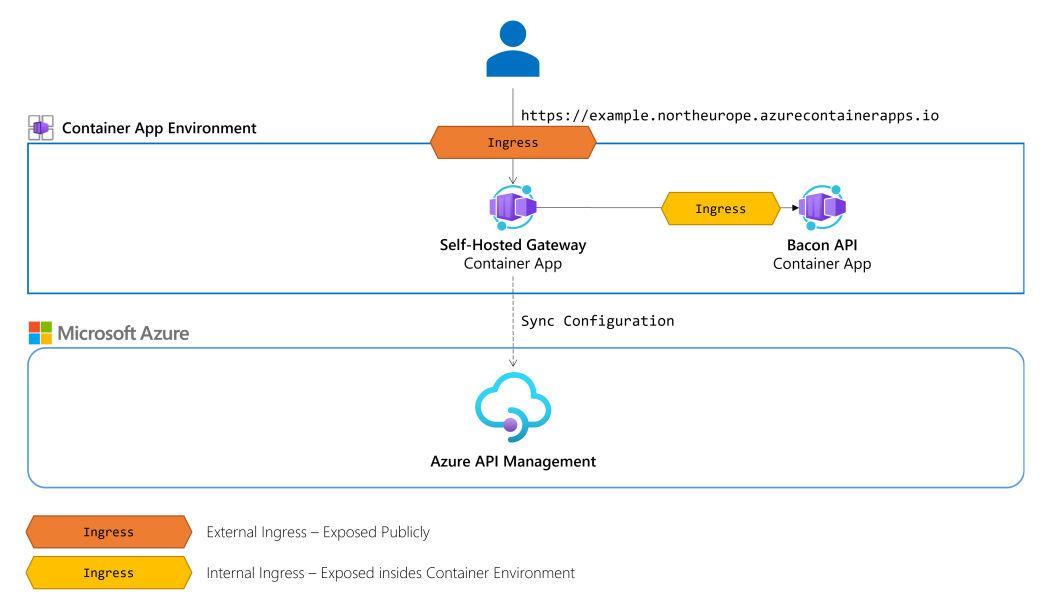 https://example.northeurope.azurecontainerapps.io
Container App Environment
Ingress
Ingress
Self-Hosted Gateway
Container App
Bacon API
Container App
Sync Configuration
Microsoft Azure
Azure API Management
Ingress
External Ingress – Exposed Publicly
Ingress
Internal Ingress – Exposed insides Container Environment